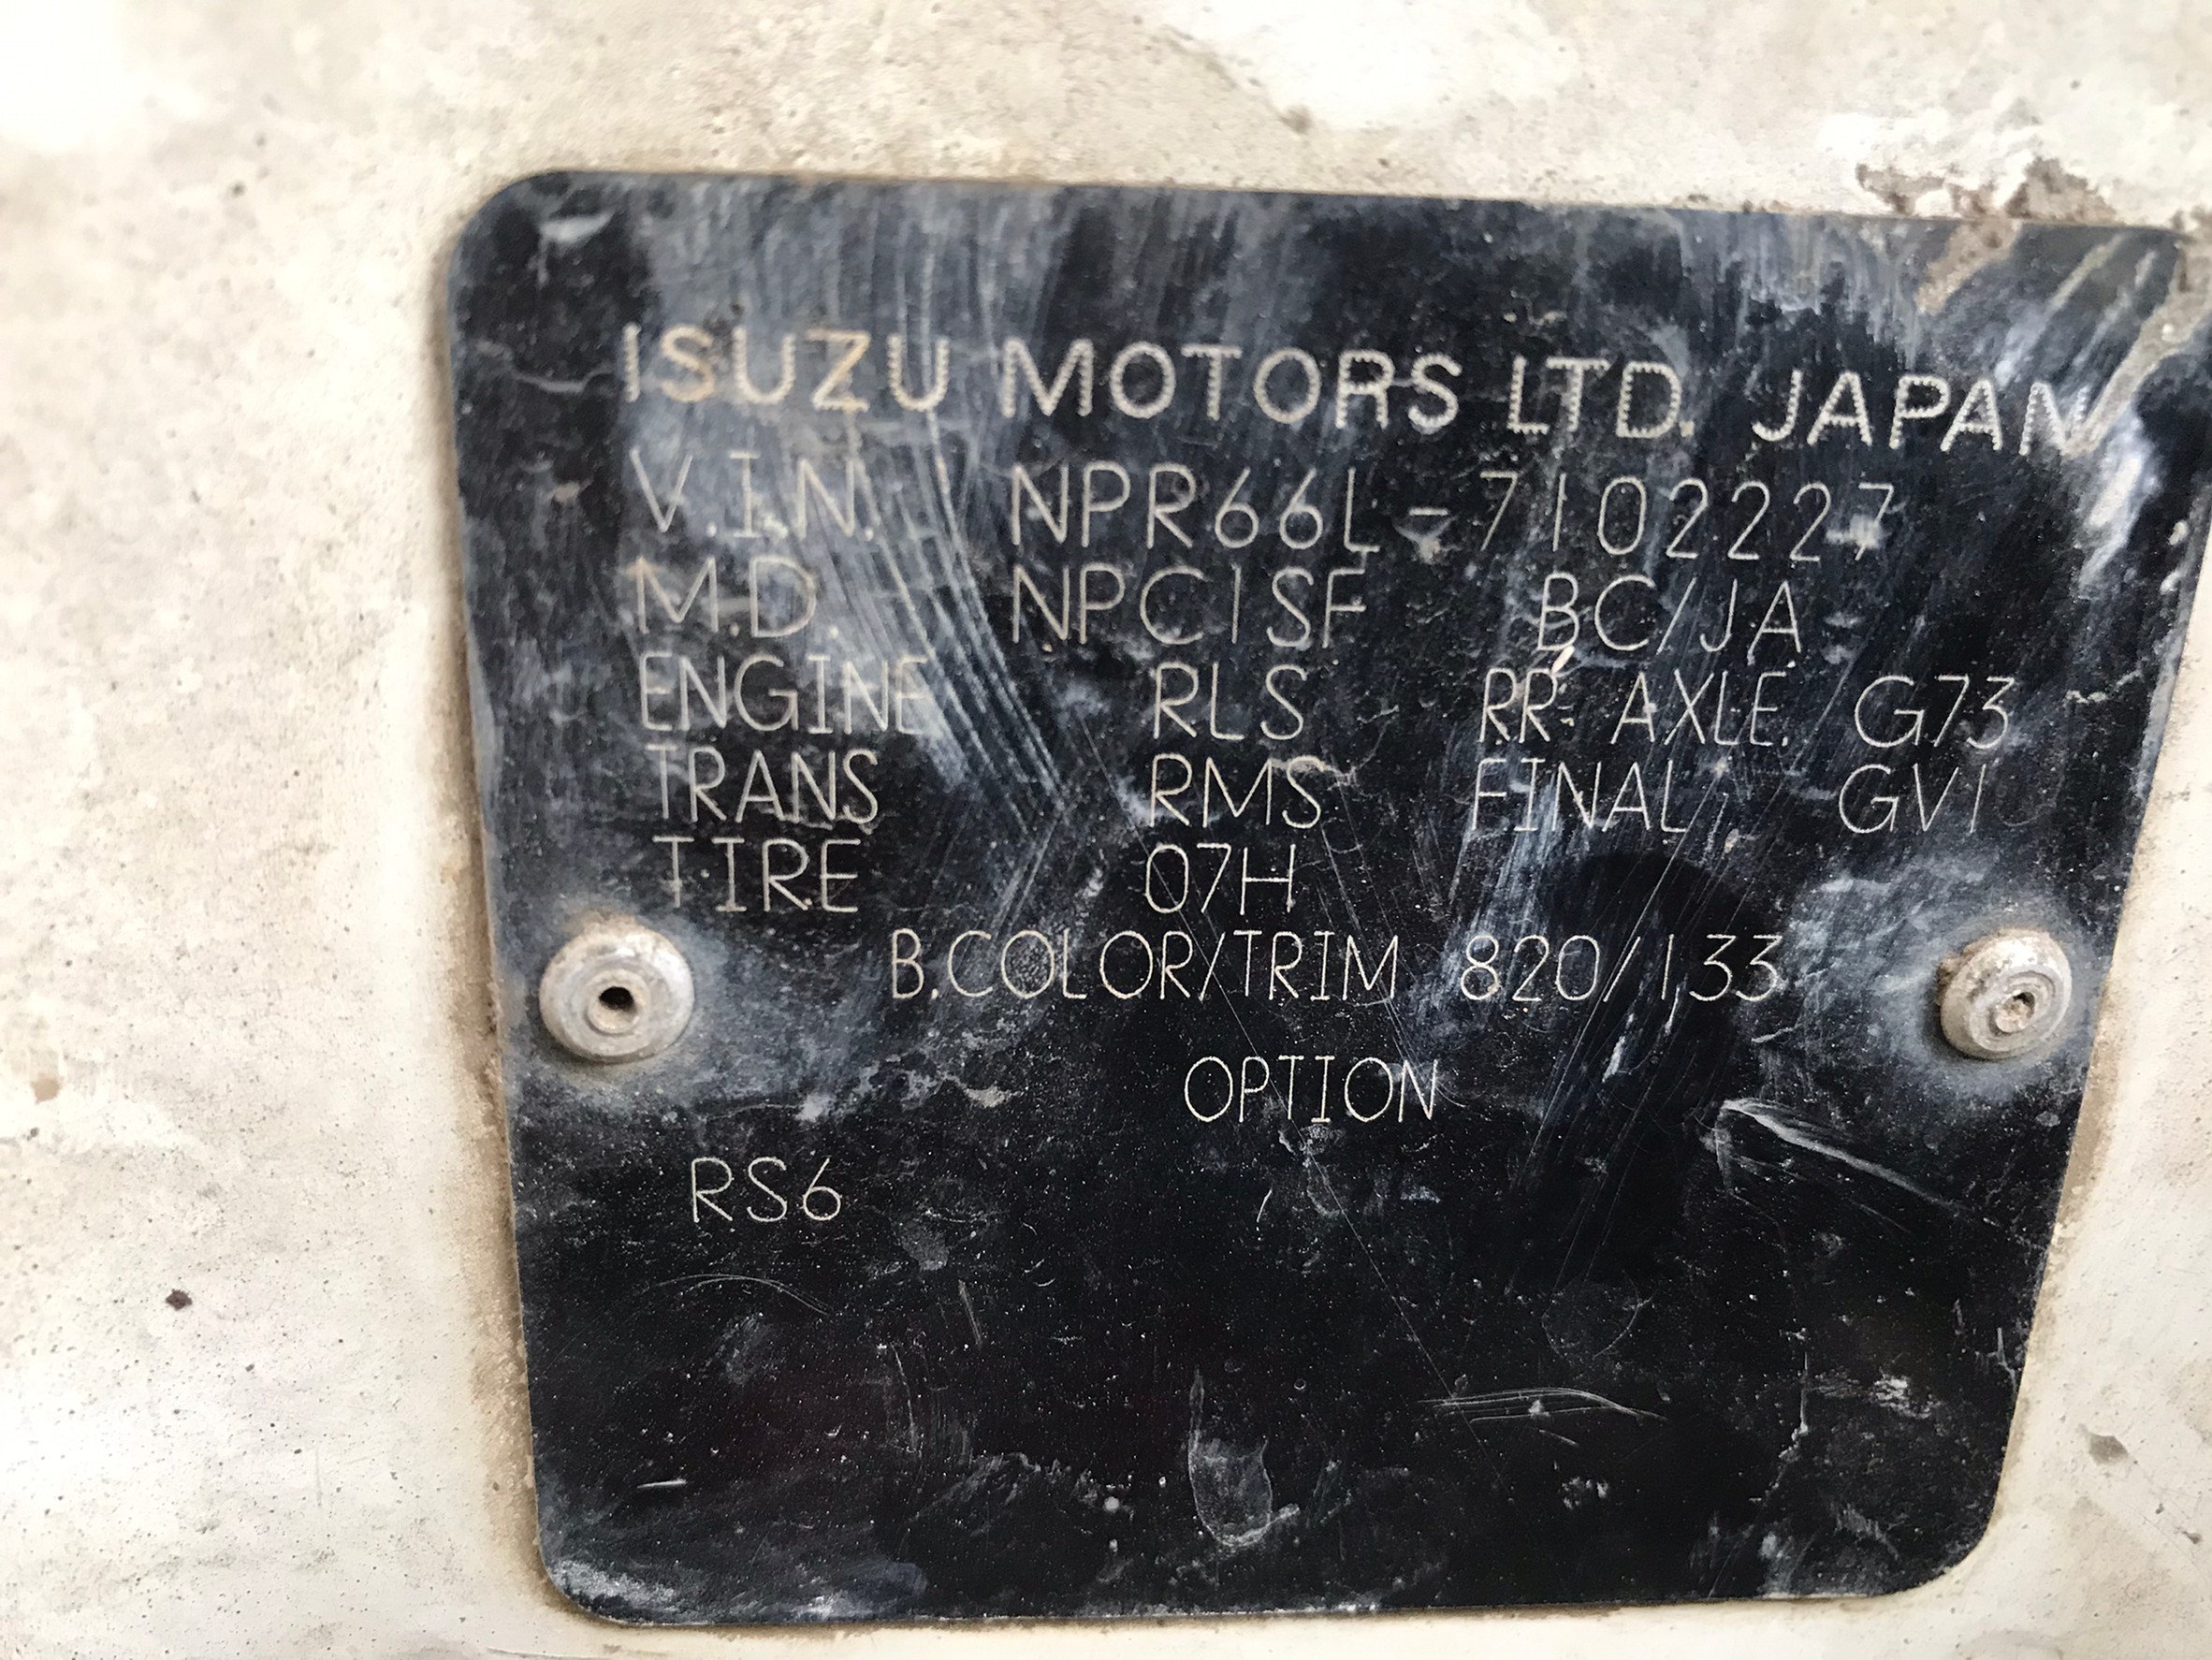 ISUZU MOTORS LTD. JAPAN
V.I.N. NPR66L-7102227
M.D. NPC1SF BC/JA
ENGINE RLS RR. AXLE. G73
TRANS RMS FINAL GV1
TIRE 07H
B.COLOR/TRIM 820/133
OPTION
RS6